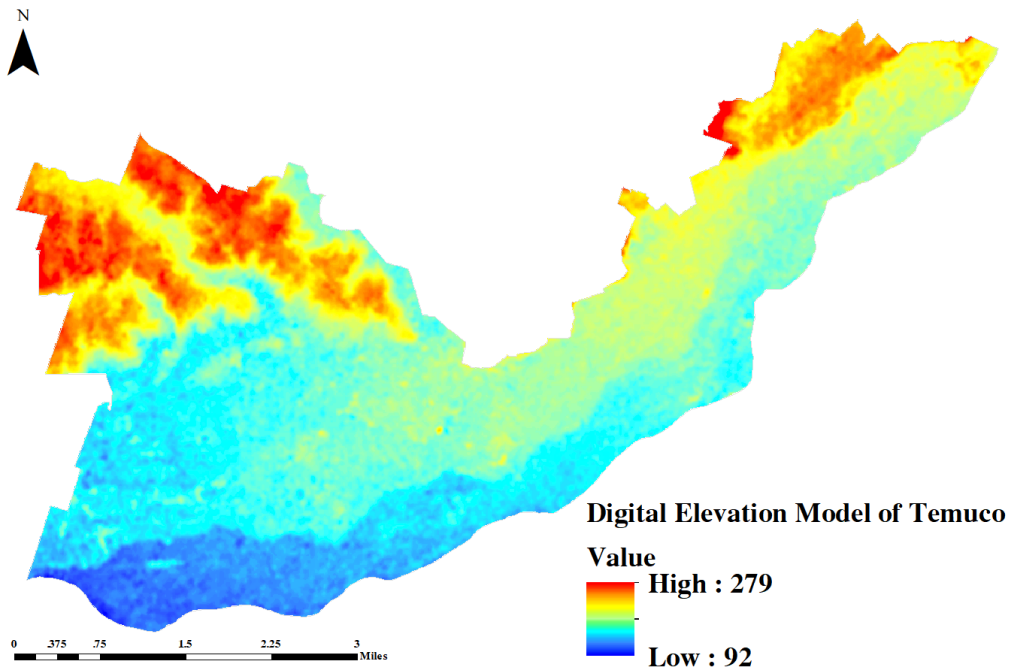 N
Digital Elevation Model of Temuco
Value
High : 279
Low : 92
0 .375 .75 1.5 2.25 3
Miles